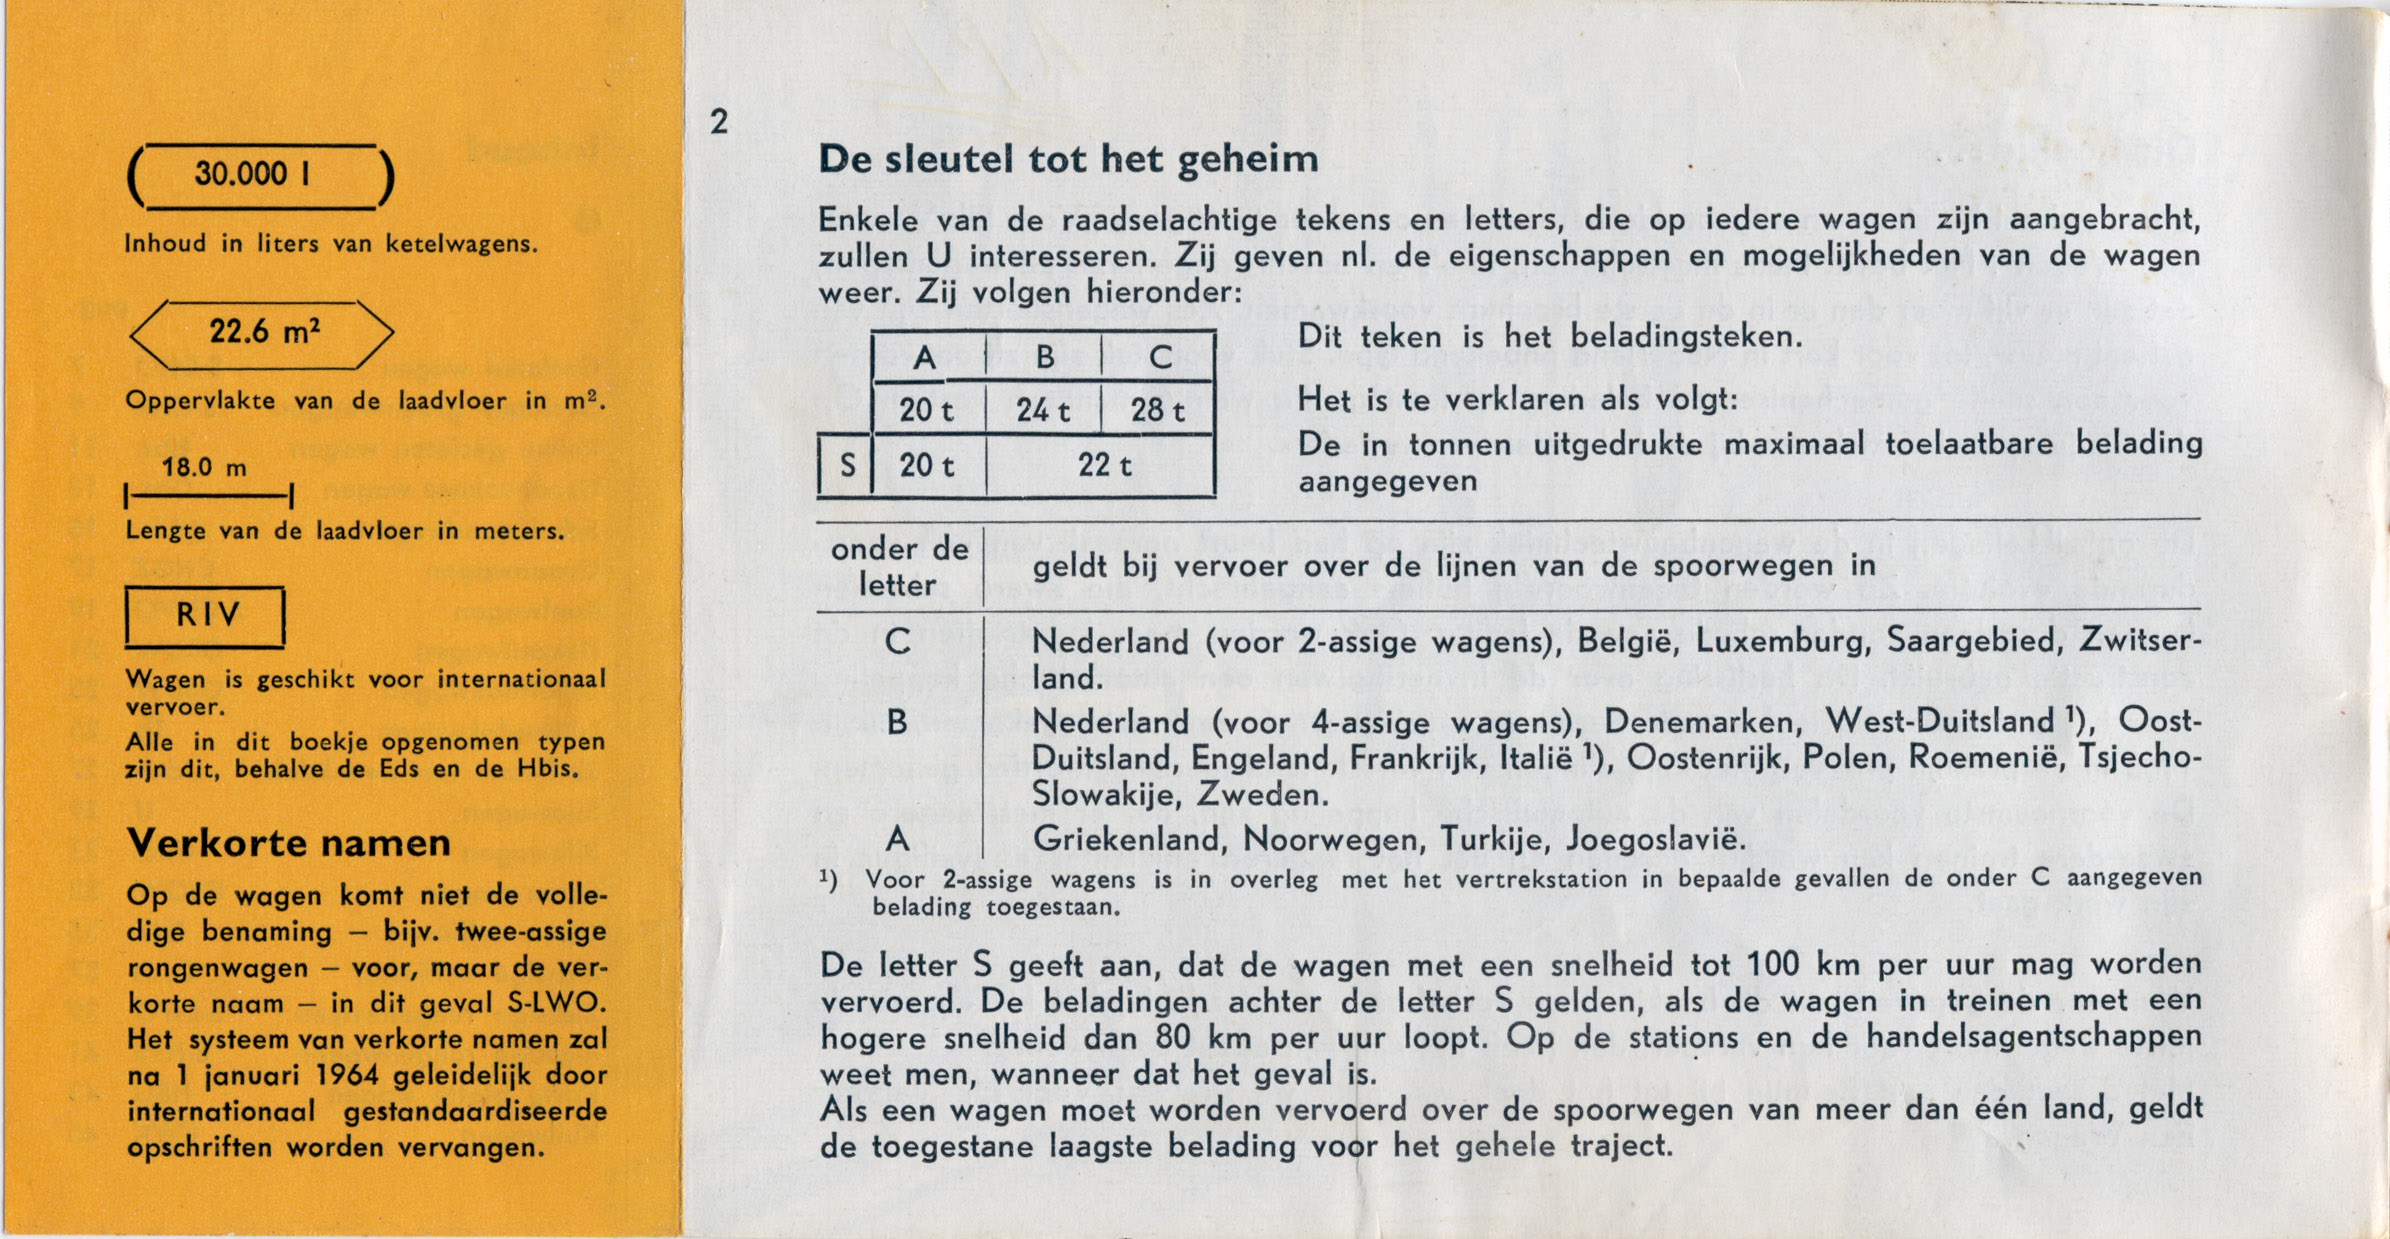 30.000 l
Inhoud in liters van ketelwagens.
22.6 m²
Oppervlakte van de laadvloer in m².
18.0 m
Lengte van de laadvloer in meters.
RIV
Wagen is geschikt voor internationaal
vervoer.
Alle in dit boekje opgenomen typen
zijn dit, behalve de Eds en de Hbis.
Verkorte namen
Op de wagen komt niet de volle-
dige benaming – bijv. twee-assige
rongenwagen – voor, maar de ver-
korte naam – in dit geval S-LWO.
Het systeem van verkorte namen zal
na 1 januari 1964 geleidelijk door
internationaal gestandaardiseerde
opschriften worden vervangen.
2
De sleutel tot het geheim
Enkele van de raadselachtige tekens en letters, die op iedere wagen zijn aangebracht,
zullen U interesseren. Zij geven nl. de eigenschappen en mogelijkheden van de wagen
weer. Zij volgen hieronder:
A B C
20 t 24 t 28 t
S 20 t 22 t
Dit teken is het beladingsteken.
Het is te verklaren als volgt:
De in tonnen uitgedrukte maximaal toelaatbare belading
aangegeven
onder de
letter
geldt bij vervoer over de lijnen van de spoorwegen in
C Nederland (voor 2-assige wagens), België, Luxemburg, Saargebied, Zwitser-
land.
B Nederland (voor 4-assige wagens), Denemarken, West-Duitsland ¹), Oost-
Duitsland, Engeland, Frankrijk, Italië ¹), Oostenrijk, Polen, Roemenië, Tsjecho-
Slowakije, Zweden.
A Griekenland, Noorwegen, Turkije, Joegoslavië.
¹) Voor 2-assige wagens is in overleg met het vertrekstation in bepaalde gevallen de onder C aangegeven
belading toegestaan.
De letter S geeft aan, dat de wagen met een snelheid tot 100 km per uur mag worden
vervoerd. De beladingen achter de letter S gelden, als de wagen in treinen met een
hogere snelheid dan 80 km per uur loopt. Op de stations en de handelsagentschappen
weet men, wanneer dat het geval is.
Als een wagen moet worden vervoerd over de spoorwegen van meer dan één land, geldt
de toegestane laagste belading voor het gehele traject.